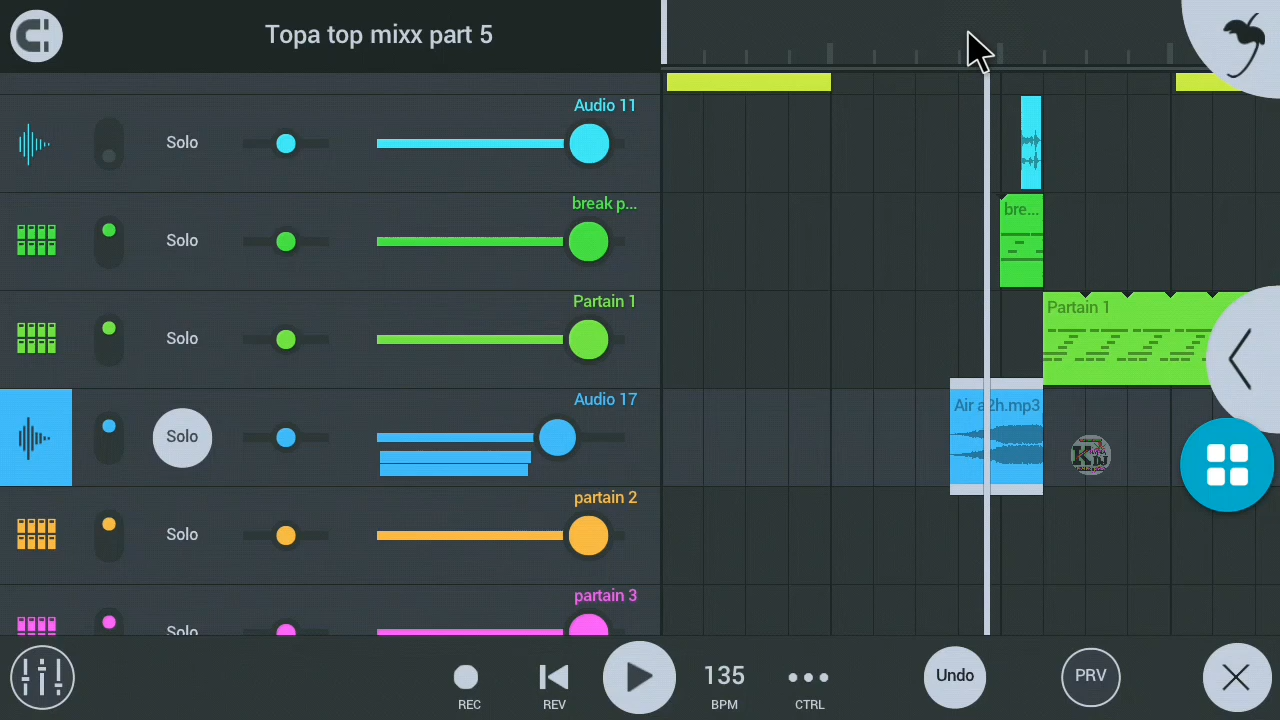 Topa top mixx part 5
Audio 11
Solo
break p...
Solo
bre...
Partain 1
Solo
Partain 1
Audio 17
Solo
Air a2h.mp3
K
DJ
partain 2
Solo
partain 3
Solo
REC
REV
135
BPM
CTRL
Undo
PRV